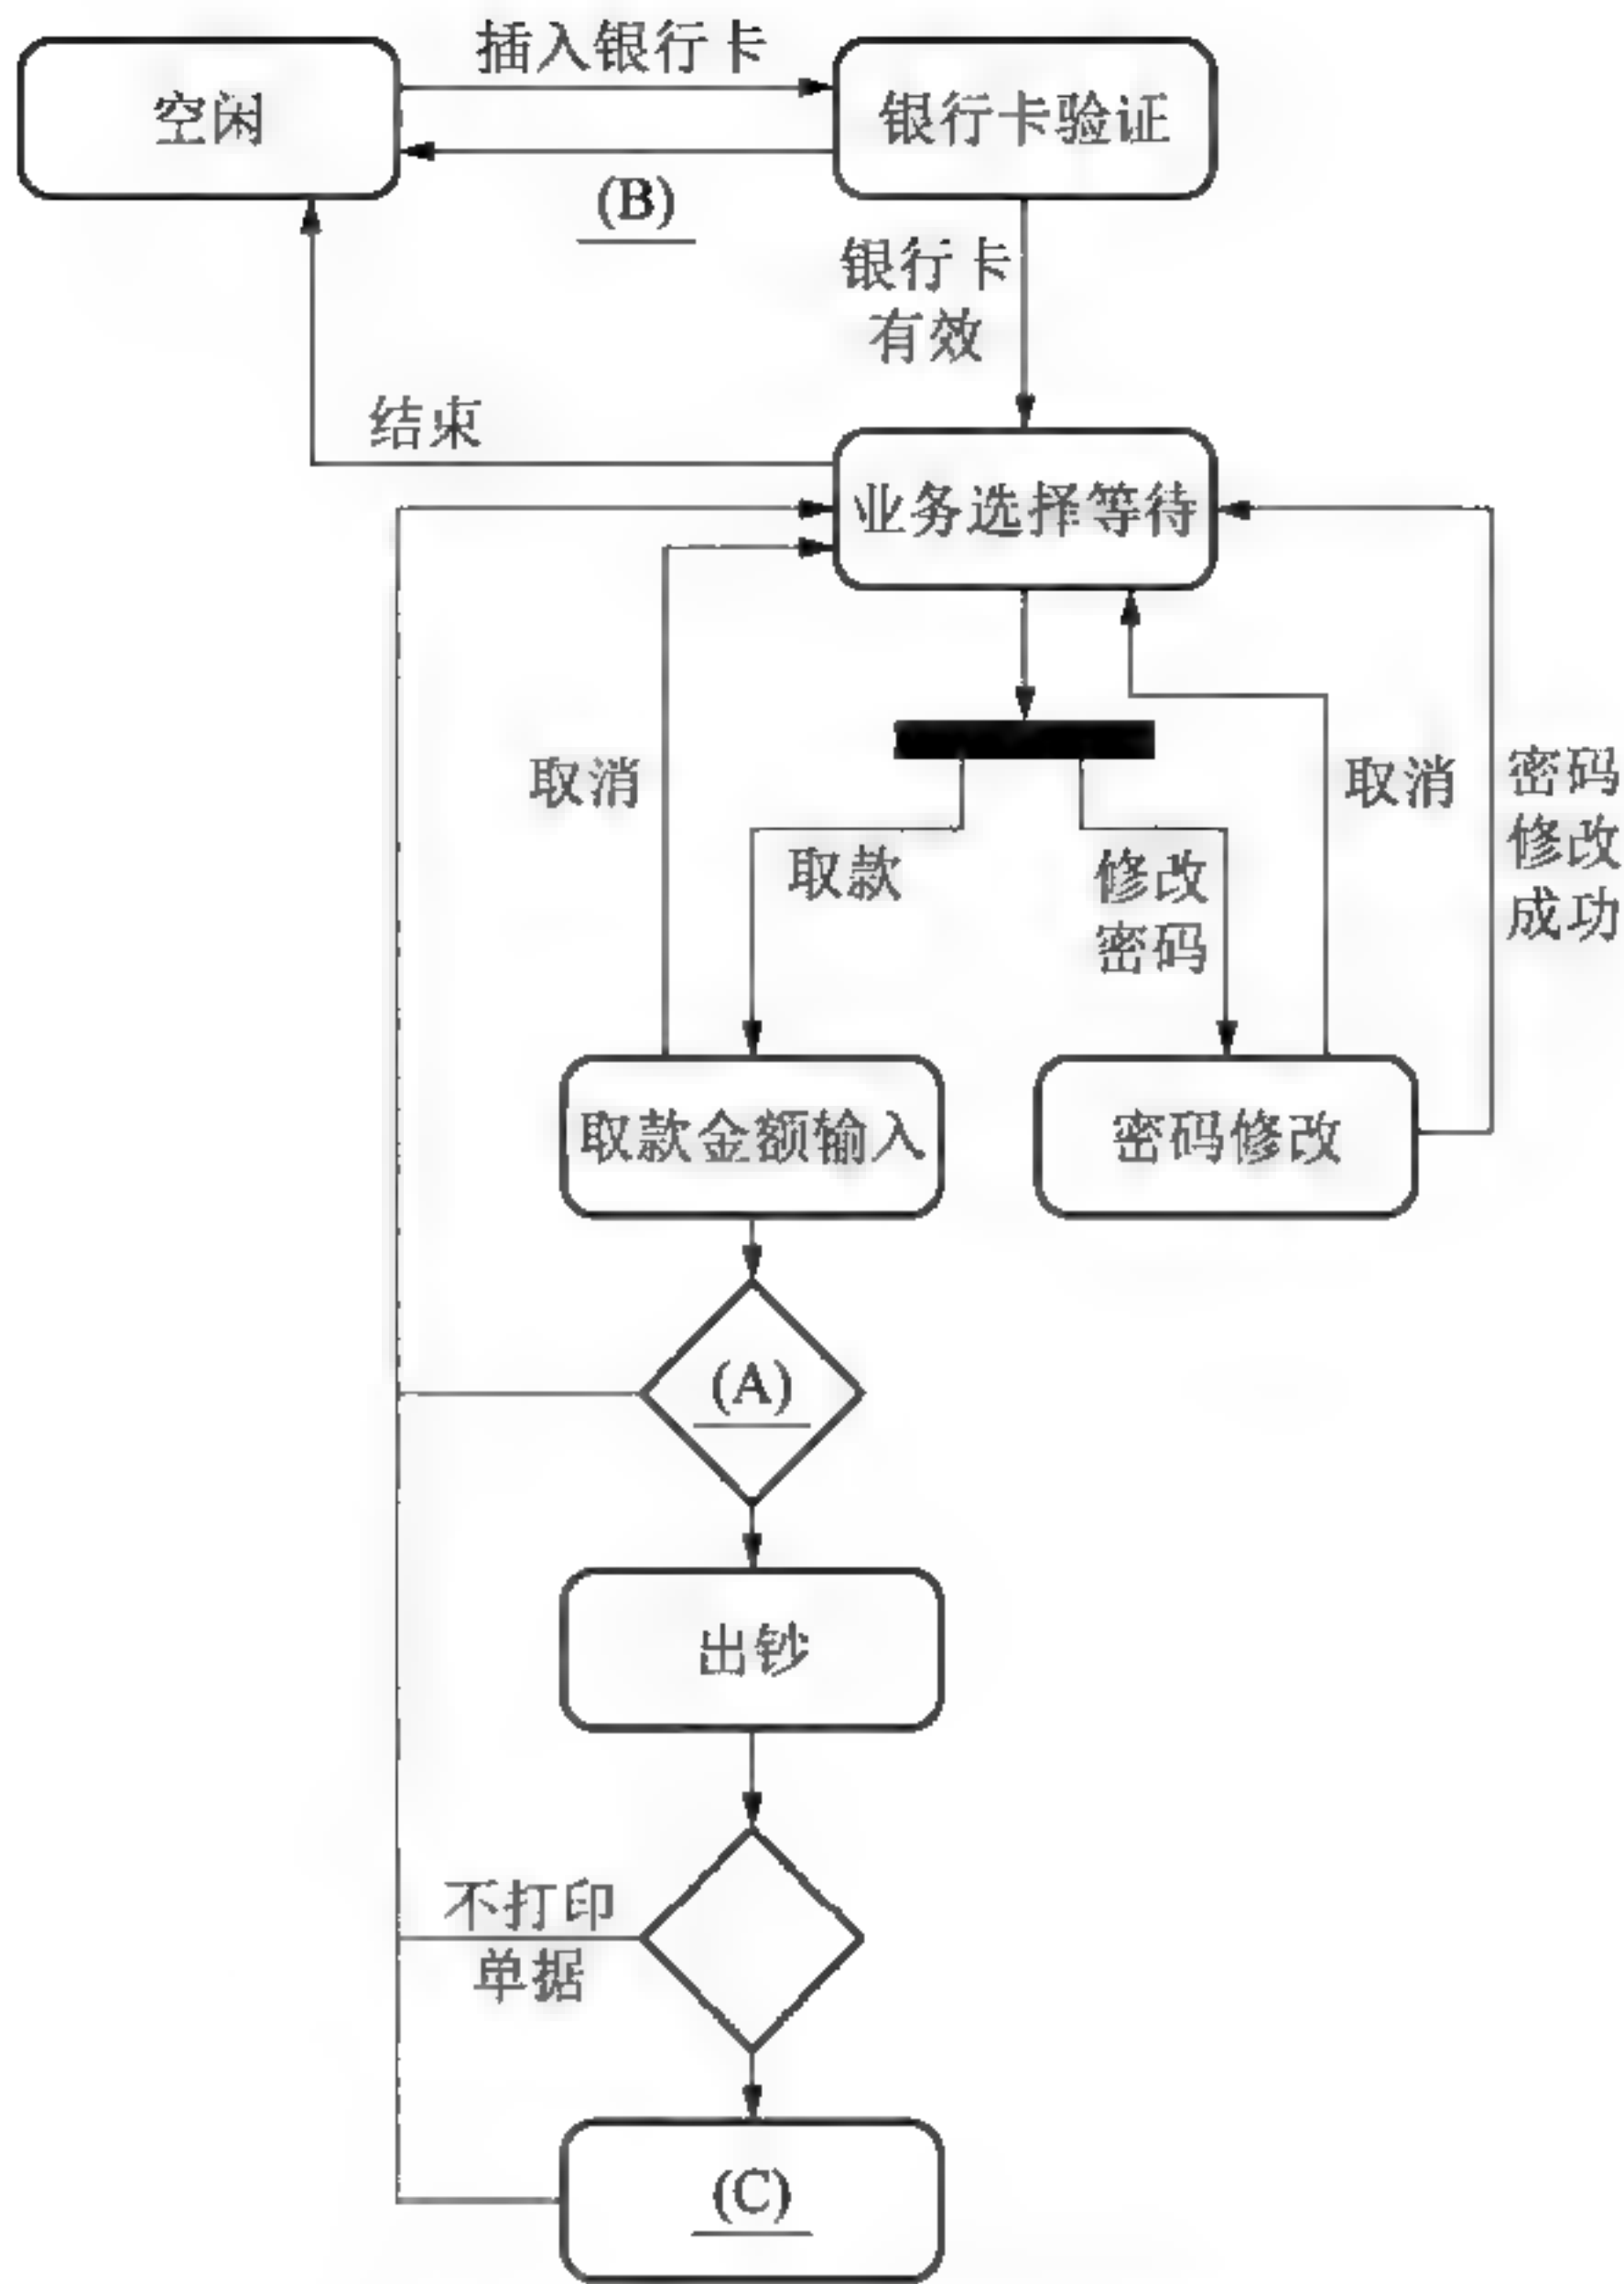 插入银行卡
空闲
银行卡验证
(B)
银行卡
有效
结束
业务选择等待
取消
取款
修改
密码
取消
密码
修改
成功
取款金额输入
密码修改
(A)
出钞
不打印
单据
(C)